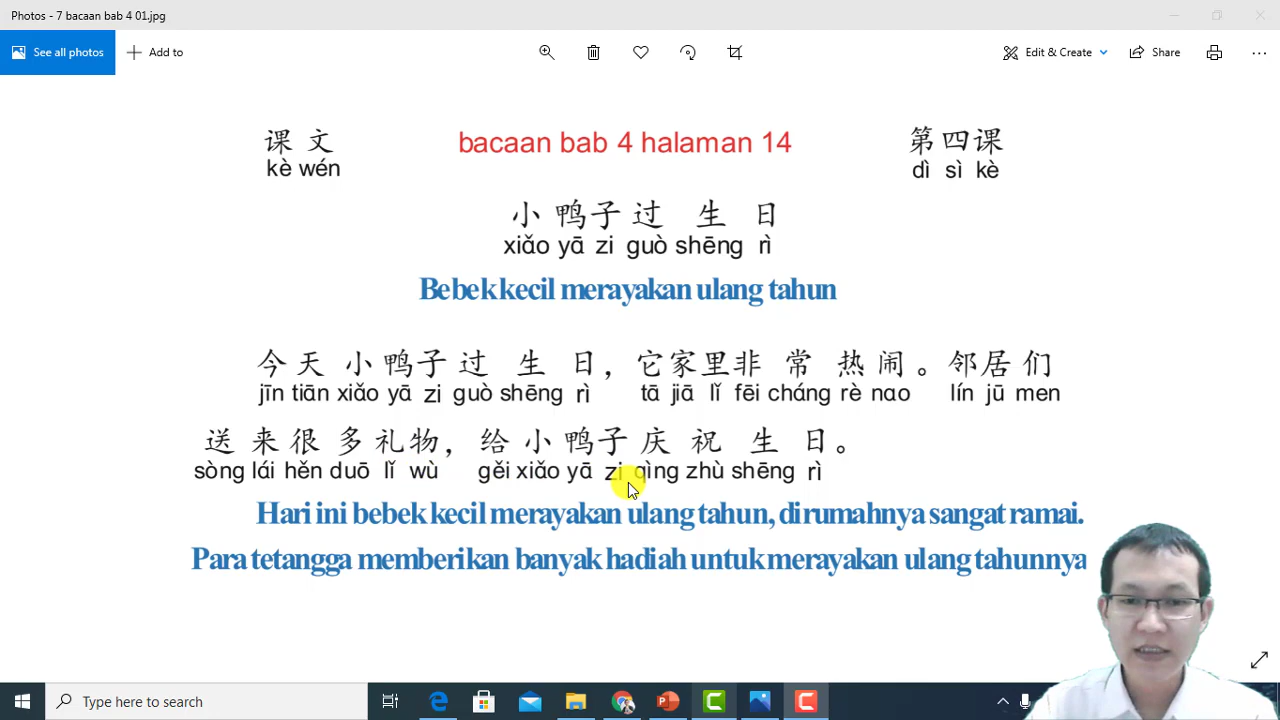 Photos - 7 bacaan bab 4 01.jpg
See all photos
Add to
Edit & Create
Share
课文 bacaan bab 4 halaman 14 第四课
kè wén dì sì kè
小鸭子过生日
xiǎo yā zi guò shēng rì
Bebek kecil merayakan ulang tahun
今天小鸭子过生日，它家里非常热闹。邻居们
jīn tiān xiǎo yā zi guò shēng rì tā jiā lǐ fēi cháng rè nao lín jū men
送来很多礼物，给小鸭子庆祝生日。
sòng lái hěn duō lǐ wù gěi xiǎo yā zi qìng zhù shēng rì
Hari ini bebek kecil merayakan ulang tahun, dirumahnya sangat ramai.
Para tetangga memberikan banyak hadiah untuk merayakan ulang tahunnya
Type here to search